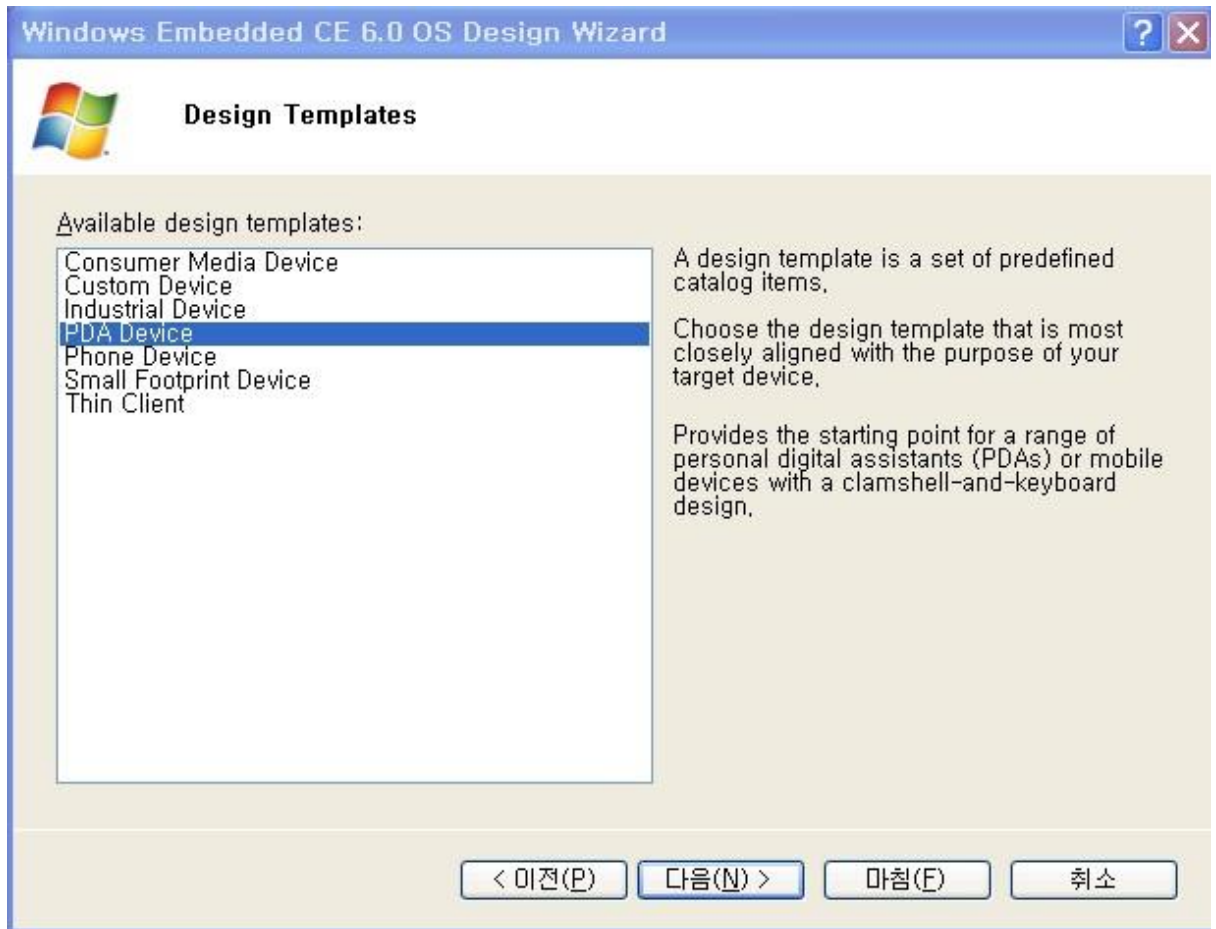 Windows Embedded CE 6.0 OS Design Wizard
Design Templates
Available design templates:
Consumer Media Device
Custom Device
Industrial Device
PDA Device
Phone Device
Small Footprint Device
Thin Client
A design template is a set of predefined
catalog items.
Choose the design template that is most
closely aligned with the purpose of your
target device.
Provides the starting point for a range of
personal digital assistants (PDAs) or mobile
devices with a clamshell-and-keyboard
design.
< 이전(P)
다음(N) >
마침(F)
취소